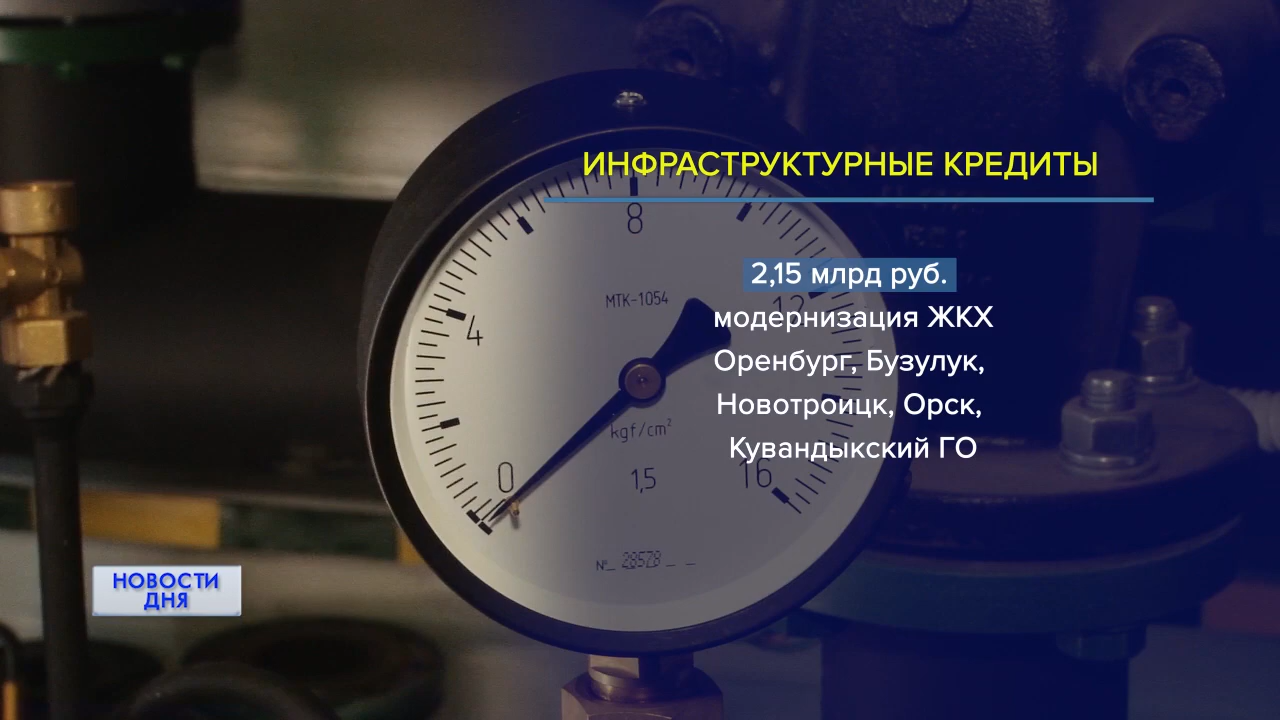 ИНФРАСТРУКТУРНЫЕ КРЕДИТЫ
2,15 млрд руб.
модернизация ЖКХ
Оренбург, Бузулук,
Новотроицк, Орск,
Кувандыкский ГО
8
МТК-1054
12
4
kgf/cm²
0
1,5
16
№ 28578
НОВОСТИ
ДНЯ